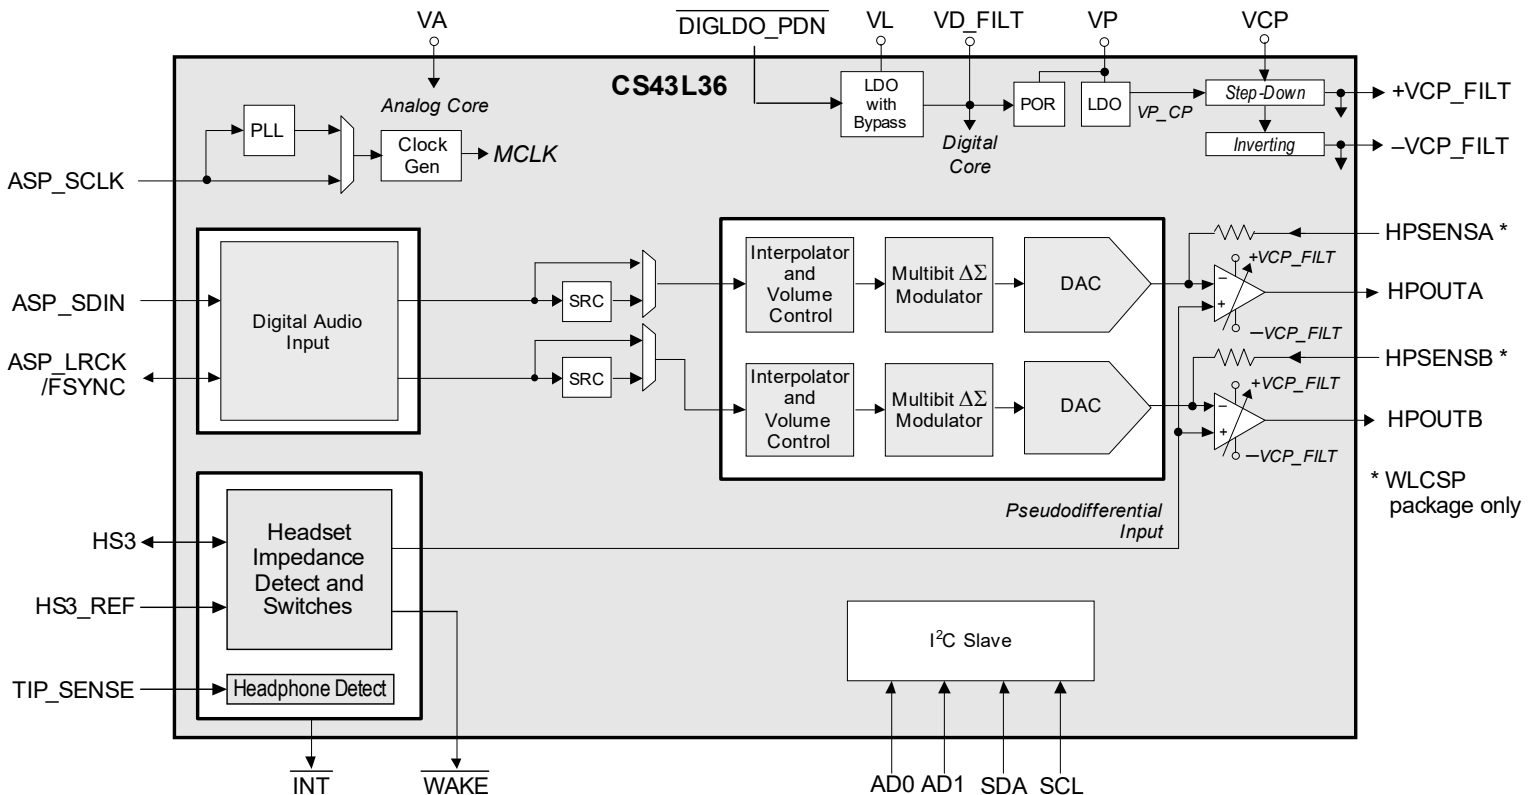 DIGLDO_PDN
VA
VL
VD_FILT
VP
VCP
CS43L36
Analog Core
LDO
with
Bypass
POR
LDO
VP_CP
Step-Down
+VCP_FILT
PLL
Clock
Gen
MCLK
Digital
Core
Inverting
–VCP_FILT
ASP_SCLK
HPSENSA *
+VCP_FILT
Interpolator
and
Volume
Control
Multibit ΔΣ
Modulator
DAC
–
+
HPOUTA
ASP_SDIN
SRC
Digital Audio
Input
–VCP_FILT
ASP_LRCK
/FSYNC
HPSENSB *
SRC
Interpolator
and
Volume
Control
Multibit ΔΣ
Modulator
DAC
+VCP_FILT
–
+
HPOUTB
–VCP_FILT
* WLCSP
package only
Pseudodifferential
Input
HS3
Headset
Impedance
Detect and
Switches
HS3_REF
I²C Slave
TIP_SENSE
Headphone Detect
INT
WAKE
AD0 AD1 SDA SCL